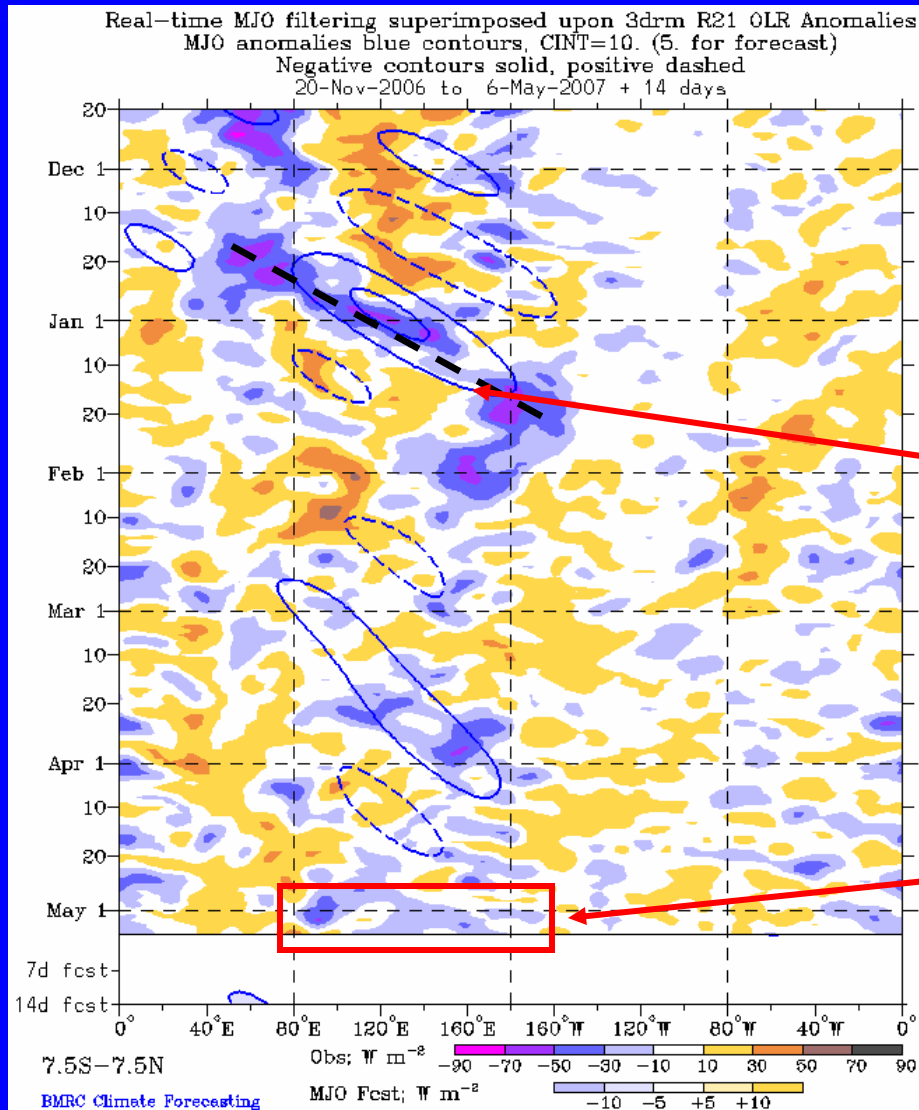 Real-time MJO filtering superimposed upon 3drm R21 OLR Anomalies
MJO anomalies blue contours, CINT=10. (5. for forecast)
Negative contours solid, positive dashed
20-Nov-2006 to 6-May-2007 + 14 days
20
Dec 1
10
20
Jan 1
10
20
Feb 1
10
20
Mar 1
10
20
Apr 1
10
20
May 1
7d fcst
14d fcst
0° 40°E 80°E 120°E 160°E 160°W 120°W 80°W 40°W 0°
7.5S-7.5N
Obs; W m⁻²
-90 -70 -50 -30 -10 10 30 50 70 90
MJO Fcst; W m⁻²
-10 -5 +5 +10
BMRC Climate Forecasting